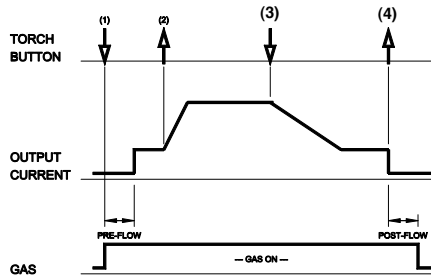 (1) (2) (3) (4)
TORCH
BUTTON
OUTPUT
CURRENT
PRE-FLOW POST-FLOW
GAS — GAS ON —